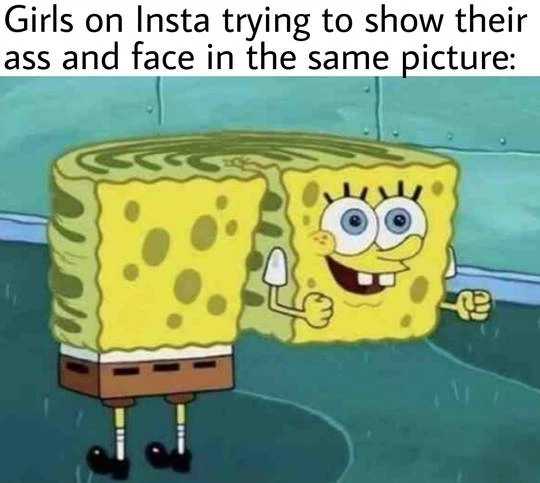 Girls on Insta trying to show their
ass and face in the same picture: